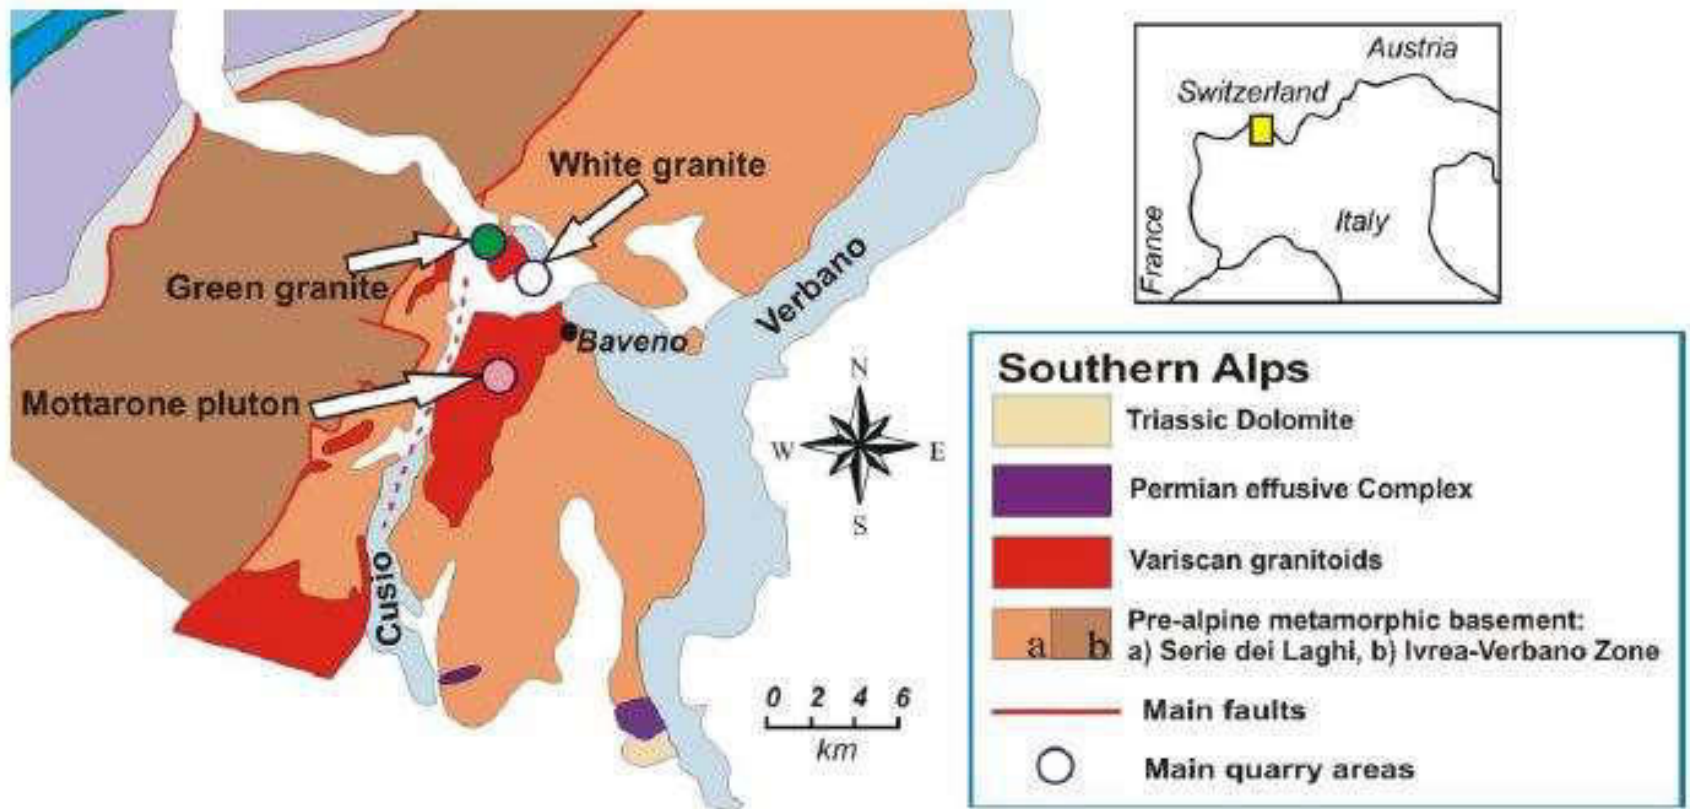 White granite
Green granite
Mottarone pluton
Baveno
Verbano
Cusio
N
W E
S
0 2 4 6
km
Austria
Switzerland
Italy
France
Southern Alps
Triassic Dolomite
Permian effusive Complex
Variscan granitoids
a b
Pre-alpine metamorphic basement:
a) Serie dei Laghi, b) Ivrea-Verbano Zone
Main faults
Main quarry areas